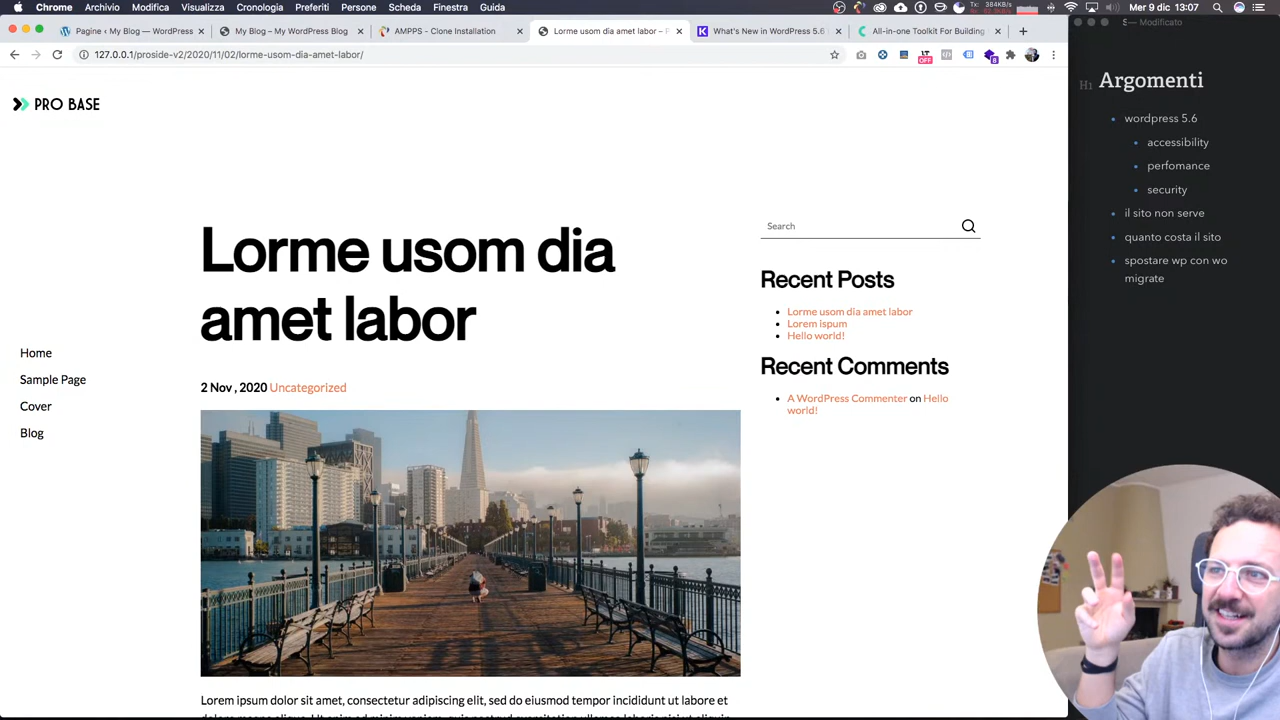 Chrome Archivio Modifica Visualizza Cronologia Preferiti Persone Scheda Finestra Guida
Tx: 384KB/s
Mer 9 dic 13:07
Pagine ‹ My Blog — WordPress
My Blog – My WordPress Blog
AMPPS - Clone Installation
Lorme usom dia amet labor – P
What's New in WordPress 5.6
All-in-one Toolkit For Building
127.0.0.1/proside-v2/2020/11/02/lorme-usom-dia-amet-labor/
OFF
PRO BASE
Home
Sample Page
Cover
Blog
Lorme usom dia
amet labor
2 Nov , 2020 Uncategorized
Lorem ipsum dolor sit amet, consectetur adipiscing elit, sed do eiusmod tempor incididunt ut labore et
Search
Recent Posts
Lorme usom dia amet labor
Lorem ispum
Hello world!
Recent Comments
A WordPress Commenter on Hello
world!
Modificato
H1 Argomenti
wordpress 5.6
accessibility
perfomance
security
il sito non serve
quanto costa il sito
spostare wp con wo
migrate